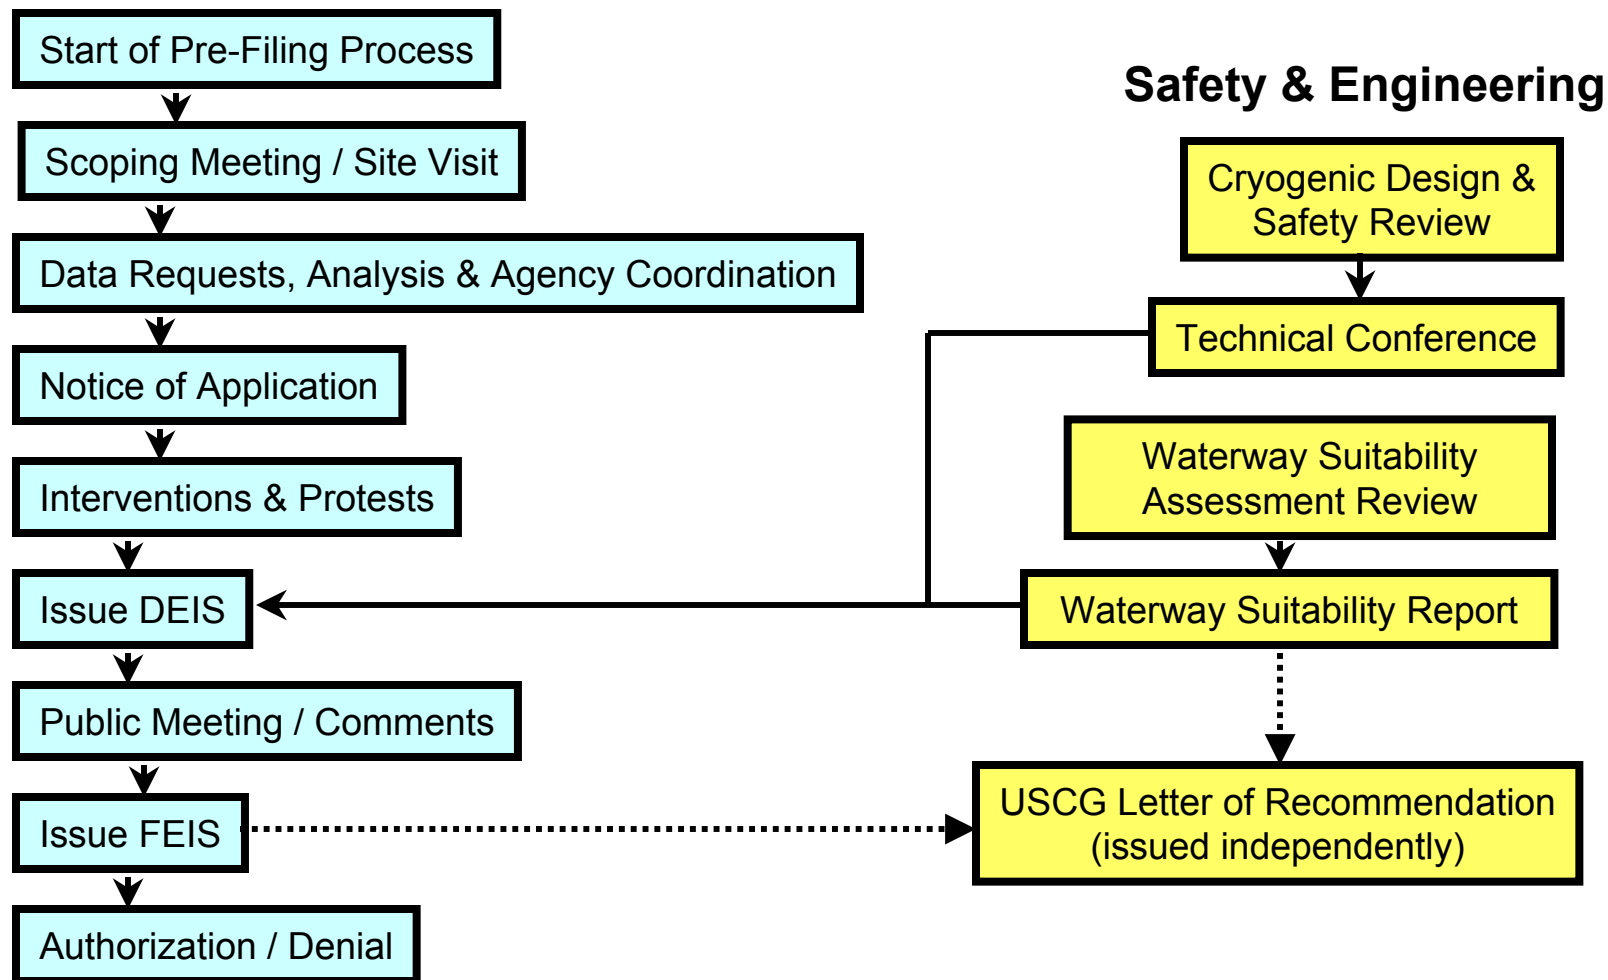 Start of Pre-Filing Process
Scoping Meeting / Site Visit
Data Requests, Analysis & Agency Coordination
Notice of Application
Interventions & Protests
Issue DEIS
Public Meeting / Comments
Issue FEIS
Authorization / Denial
Safety & Engineering
Cryogenic Design &
Safety Review
Technical Conference
Waterway Suitability
Assessment Review
Waterway Suitability Report
USCG Letter of Recommendation
(issued independently)